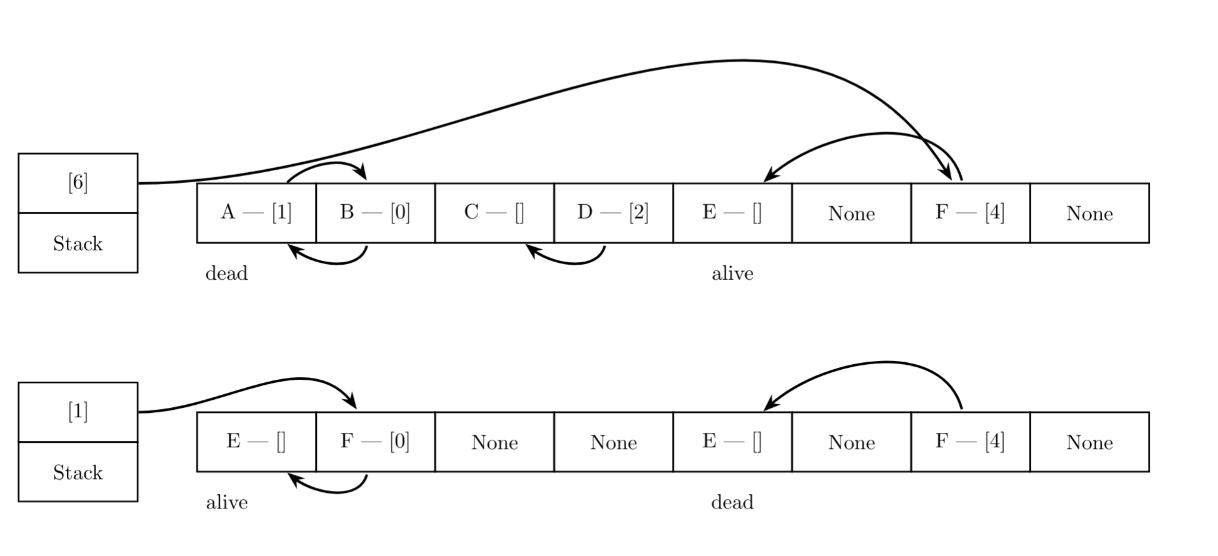 [6]
Stack
A — [1]
B — [0]
C — []
D — [2]
E — []
None
F — [4]
None
dead
alive
[1]
Stack
E — []
F — [0]
None
None
E — []
None
F — [4]
None
alive
dead